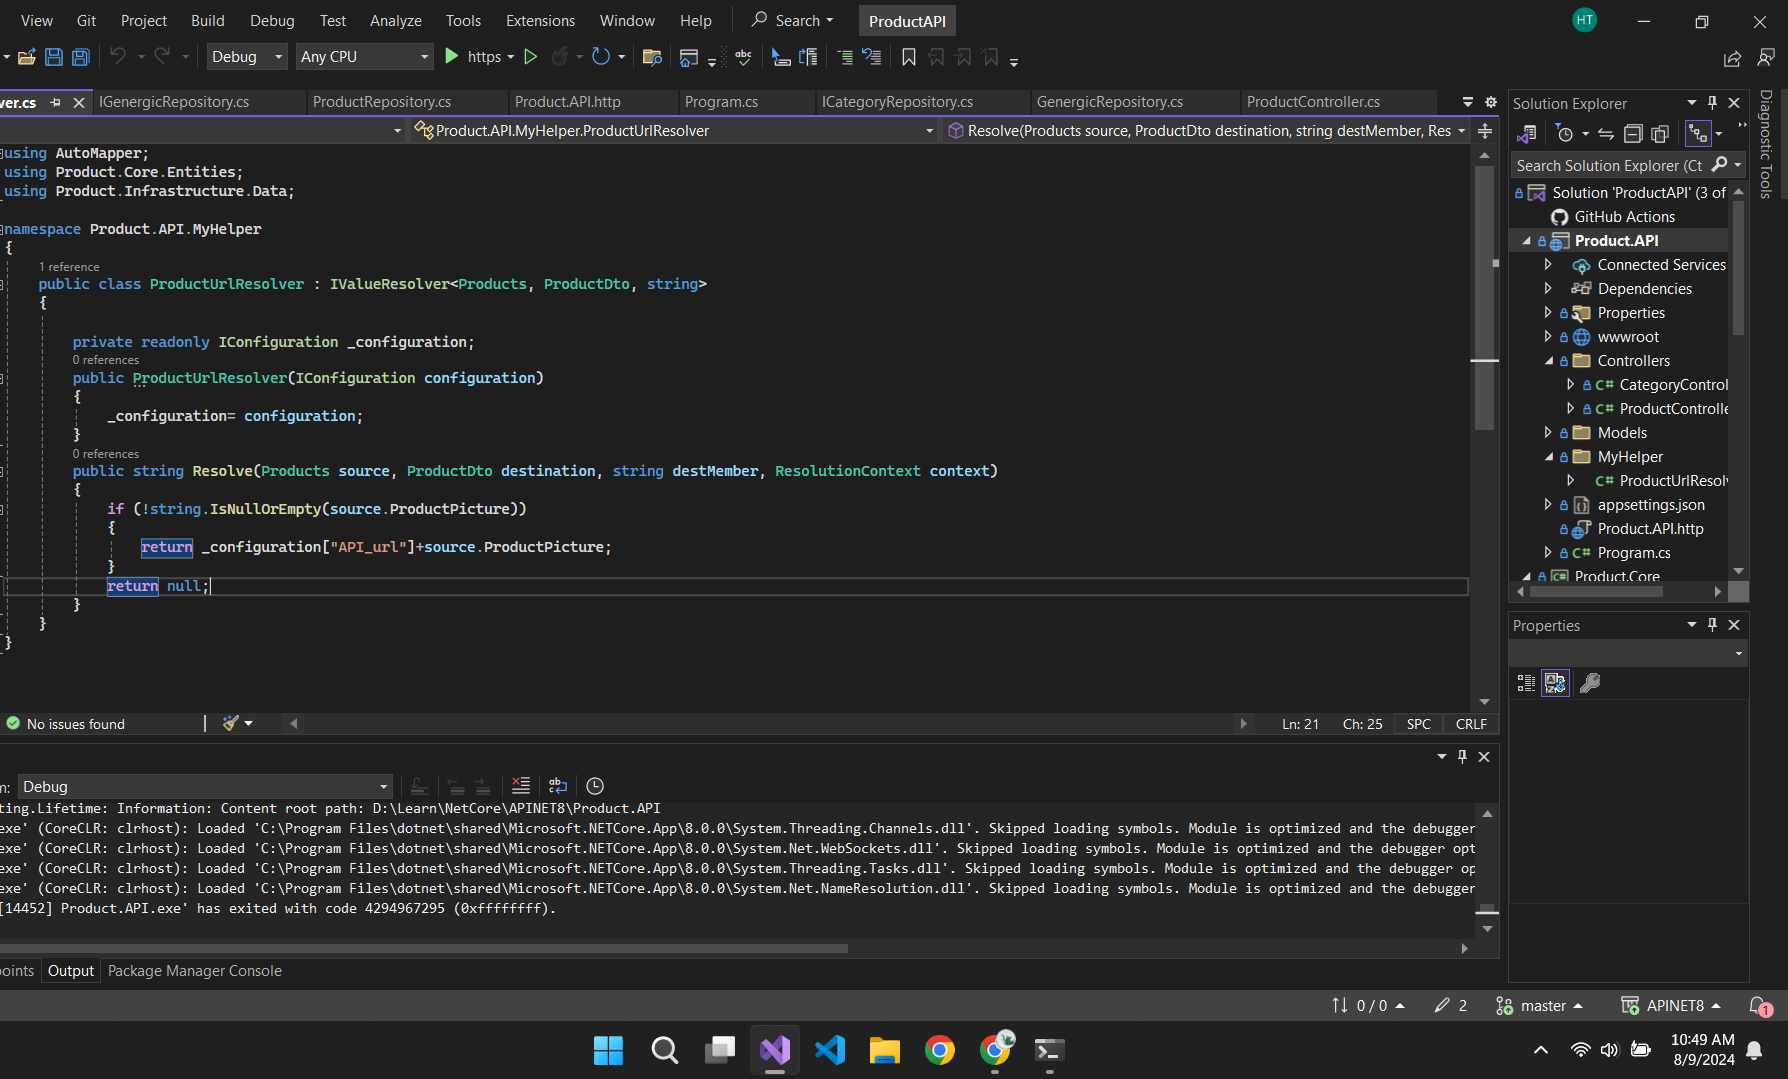 View Git Project Build Debug Test Analyze Tools Extensions Window Help Search ProductAPI HT
Debug Any CPU https
ver.cs IGenergicRepository.cs ProductRepository.cs Product.API.http Program.cs ICategoryRepository.cs GenergicRepository.cs ProductController.cs
Product.API.MyHelper.ProductUrlResolver Resolve(Products source, ProductDto destination, string destMember, Res
using AutoMapper;
using Product.Core.Entities;
using Product.Infrastructure.Data;
namespace Product.API.MyHelper
{
1 reference
public class ProductUrlResolver : IValueResolver<Products, ProductDto, string>
{
private readonly IConfiguration _configuration;
0 references
public ProductUrlResolver(IConfiguration configuration)
{
_configuration= configuration;
}
0 references
public string Resolve(Products source, ProductDto destination, string destMember, ResolutionContext context)
{
if (!string.IsNullOrEmpty(source.ProductPicture))
{
return _configuration["API_url"]+source.ProductPicture;
}
return null;
}
}
}
No issues found Ln: 21 Ch: 25 SPC CRLF
m: Debug
ting.Lifetime: Information: Content root path: D:\Learn\NetCore\APINET8\Product.API
exe' (CoreCLR: clrhost): Loaded 'C:\Program Files\dotnet\shared\Microsoft.NETCore.App\8.0.0\System.Threading.Channels.dll'. Skipped loading symbols. Module is optimized and the debugger
exe' (CoreCLR: clrhost): Loaded 'C:\Program Files\dotnet\shared\Microsoft.NETCore.App\8.0.0\System.Net.WebSockets.dll'. Skipped loading symbols. Module is optimized and the debugger opt
exe' (CoreCLR: clrhost): Loaded 'C:\Program Files\dotnet\shared\Microsoft.NETCore.App\8.0.0\System.Threading.Tasks.dll'. Skipped loading symbols. Module is optimized and the debugger op
exe' (CoreCLR: clrhost): Loaded 'C:\Program Files\dotnet\shared\Microsoft.NETCore.App\8.0.0\System.Net.NameResolution.dll'. Skipped loading symbols. Module is optimized and the debugger
[14452] Product.API.exe' has exited with code 4294967295 (0xffffffff).
points Output Package Manager Console
Solution Explorer
Search Solution Explorer (Ct
Solution 'ProductAPI' (3 of
GitHub Actions
Product.API
Connected Services
Dependencies
Properties
wwwroot
Controllers
C# CategoryControl
C# ProductControlle
Models
MyHelper
C# ProductUrlResolv
appsettings.json
Product.API.http
C# Program.cs
C# Product.Core
Properties
Diagnostic Tools
0 / 0 2 master APINET8 1
10:49 AM
8/9/2024